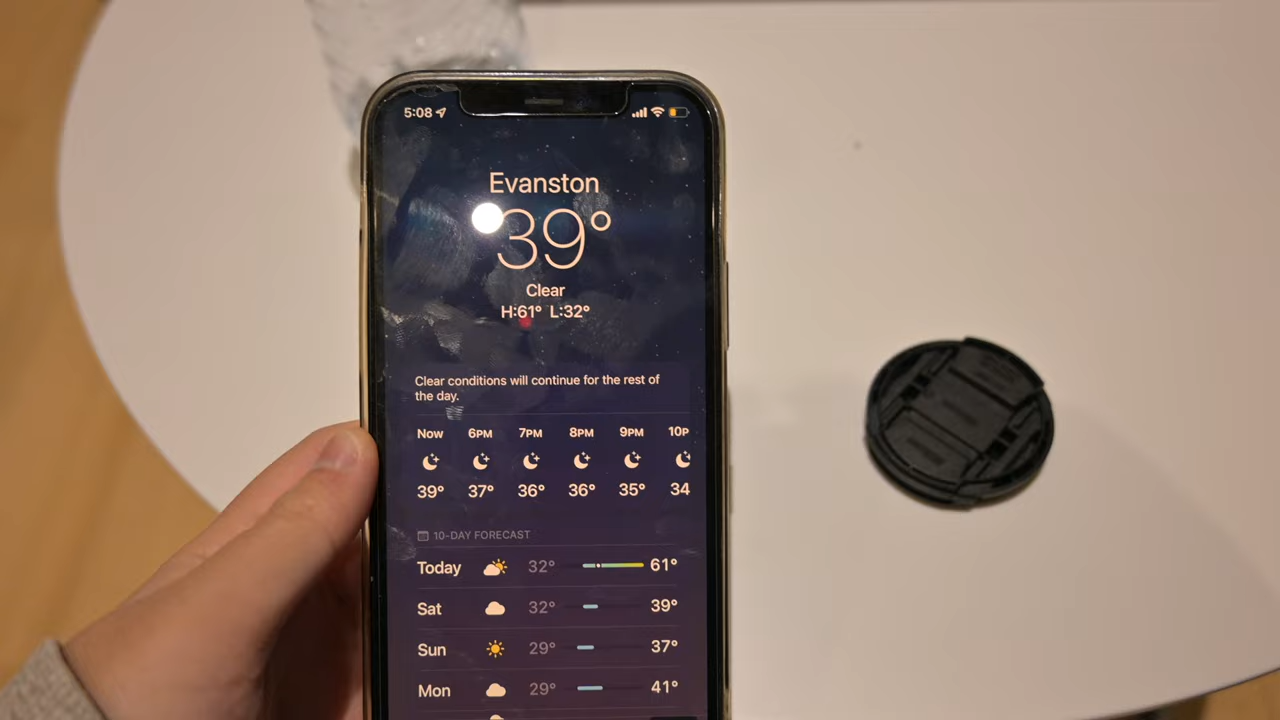 5:08
Evanston
39°
Clear
H:61° L:32°
Clear conditions will continue for the rest of
the day.
Now 6PM 7PM 8PM 9PM 10P
39° 37° 36° 36° 35° 34
10-DAY FORECAST
Today 32° 61°
Sat 32° 39°
Sun 29° 37°
Mon 29° 41°